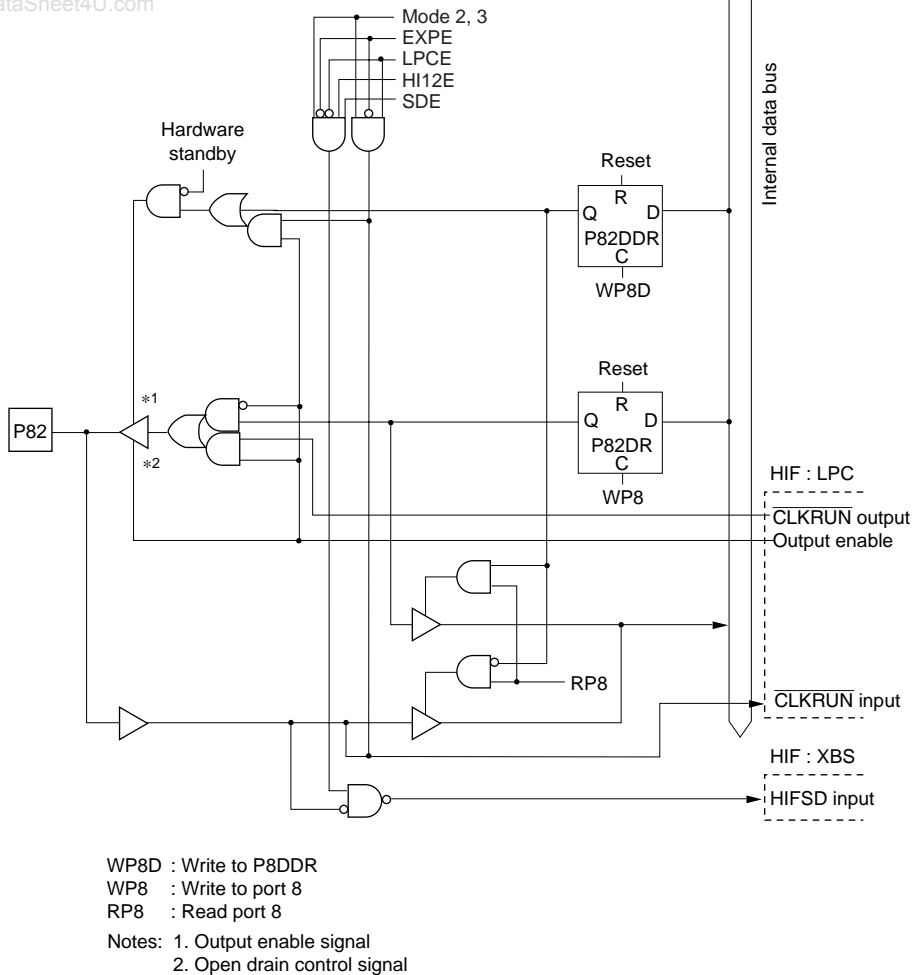 ataSheet4U.com
Mode 2, 3
EXPE
LPCE
HI12E
SDE
Internal data bus
Hardware
standby
Reset
R
Q D
P82DDR
C
WP8D
Reset
R
Q D
P82DR
C
WP8
*1
P82
*2
HIF : LPC
CLKRUN output
Output enable
RP8
CLKRUN input
HIF : XBS
HIFSD input
WP8D : Write to P8DDR
WP8 : Write to port 8
RP8 : Read port 8
Notes: 1. Output enable signal
2. Open drain control signal